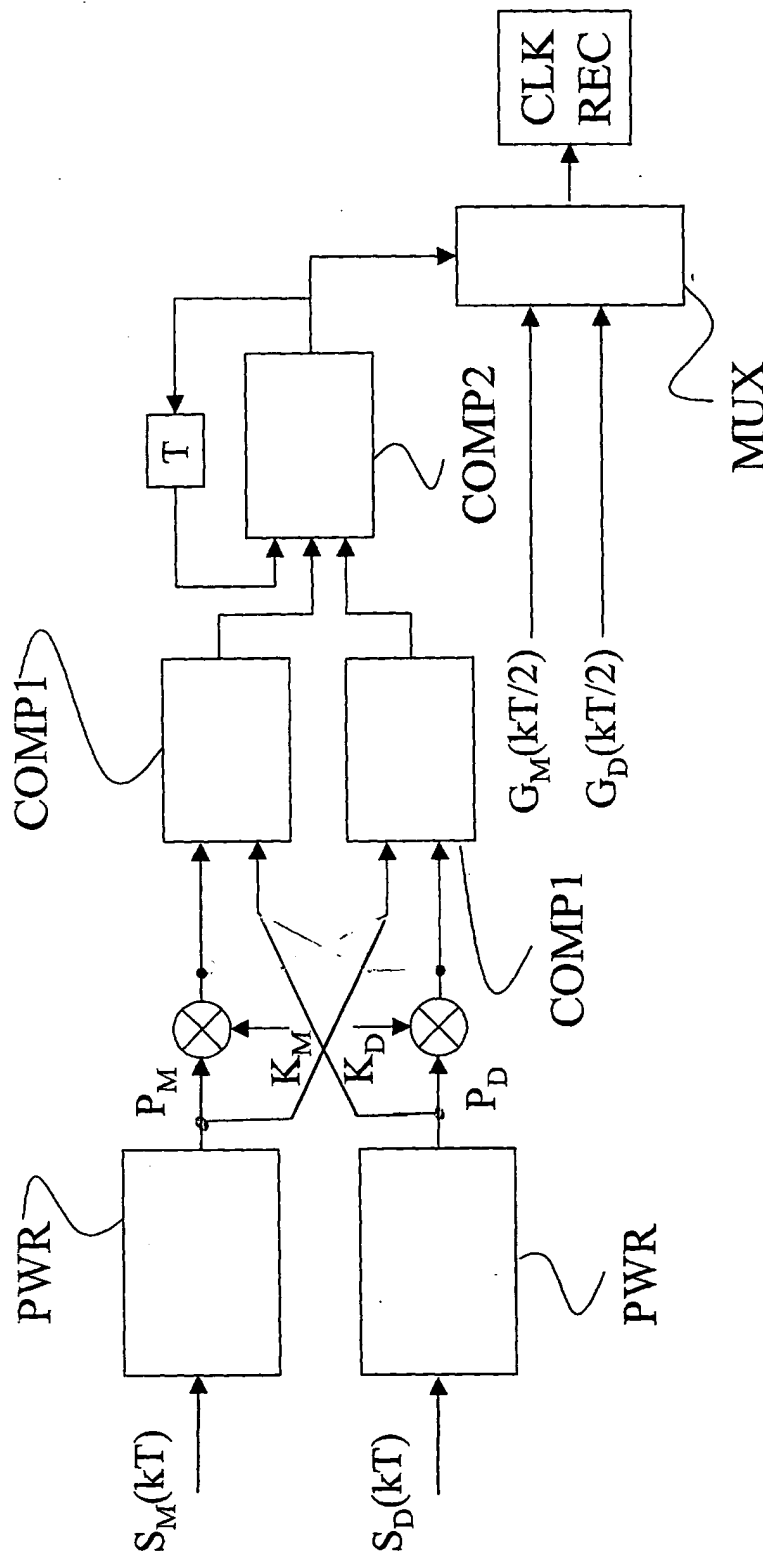 S_M(kT)
S_D(kT)
PWR
PWR
P_M
P_D
K_M
K_D
COMP1
COMP1
T
COMP2
G_M(kT/2)
G_D(kT/2)
MUX
CLK
REC